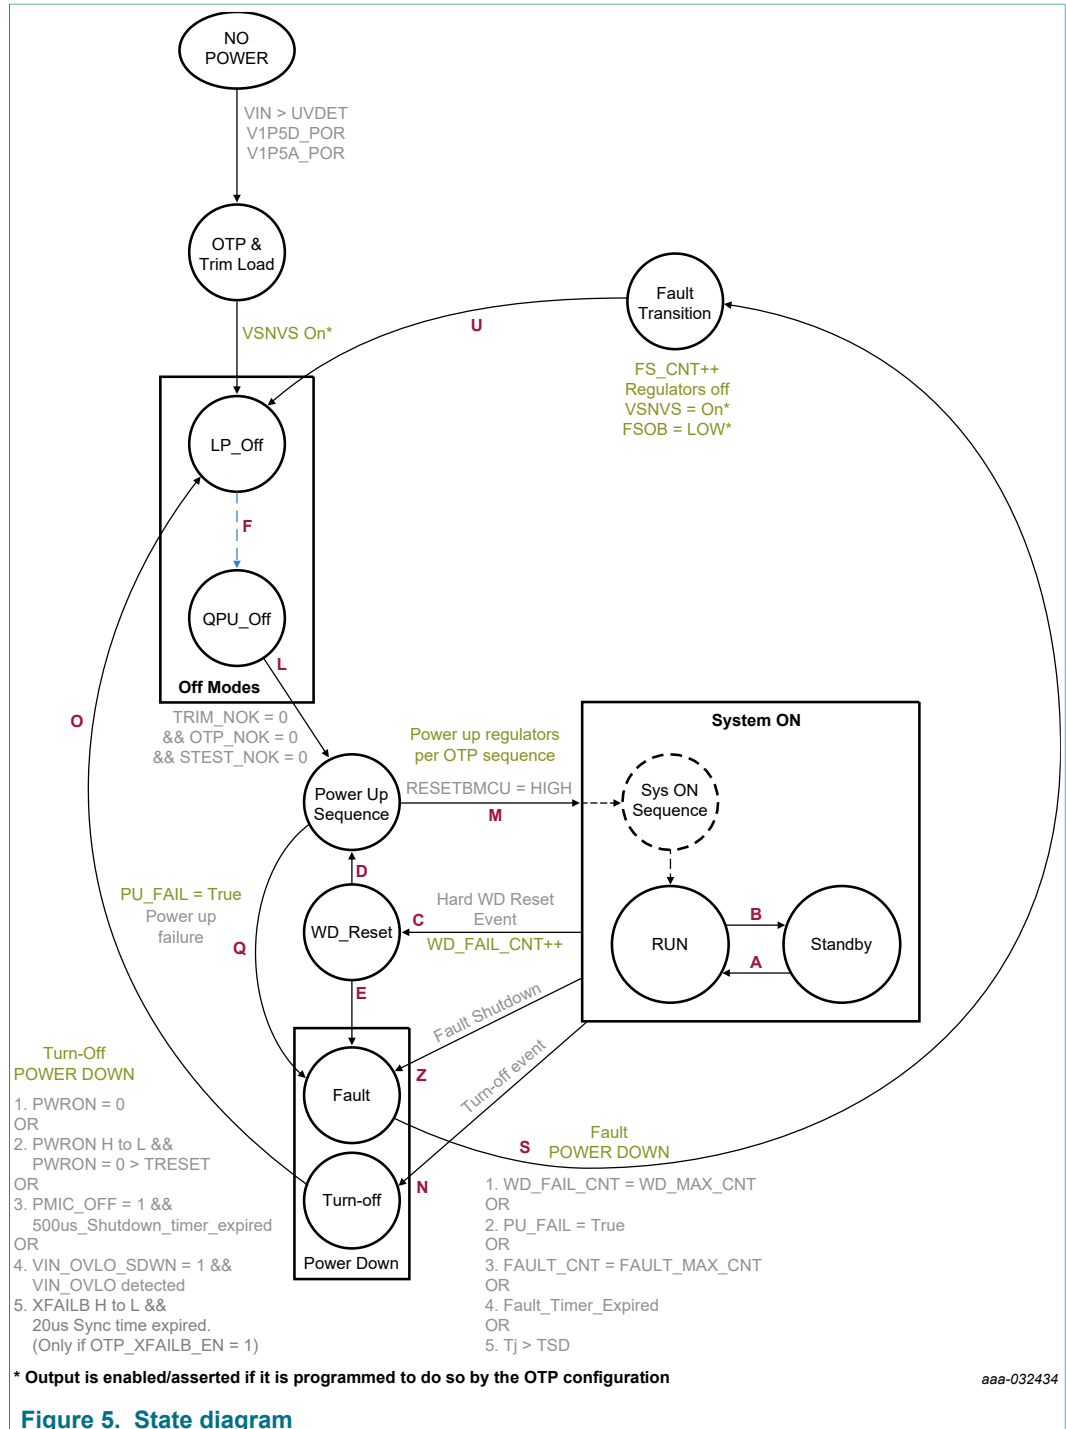 NO
POWER
VIN > UVDET
V1P5D_POR
V1P5A_POR
OTP &
Trim Load
VSNVS On*
Fault
Transition
U
FS_CNT++
Regulators off
VSNVS = On*
FSOB = LOW*
LP_Off
F
QPU_Off
L
Off Modes
O
TRIM_NOK = 0
&& OTP_NOK = 0
&& STEST_NOK = 0
Power up regulators
per OTP sequence
RESETBMCU = HIGH
M
System ON
Sys ON
Sequence
Power Up
Sequence
D
PU_FAIL = True
Power up
failure
Q
WD_Reset
C
Hard WD Reset
Event
WD_FAIL_CNT++
RUN
B
A
Standby
E
Fault Shutdown
Z
Turn-off event
Fault
S
Fault
POWER DOWN
N
Turn-off
Power Down
Turn-Off
POWER DOWN
1. PWRON = 0
OR
2. PWRON H to L &&
PWRON = 0 > TRESET
OR
3. PMIC_OFF = 1 &&
500us_Shutdown_timer_expired
OR
4. VIN_OVLO_SDWN = 1 &&
VIN_OVLO detected
5. XFAILB H to L &&
20us Sync time expired.
(Only if OTP_XFAILB_EN = 1)
1. WD_FAIL_CNT = WD_MAX_CNT
OR
2. PU_FAIL = True
OR
3. FAULT_CNT = FAULT_MAX_CNT
OR
4. Fault_Timer_Expired
OR
5. Tj > TSD
* Output is enabled/asserted if it is programmed to do so by the OTP configuration
aaa-032434
Figure 5. State diagram